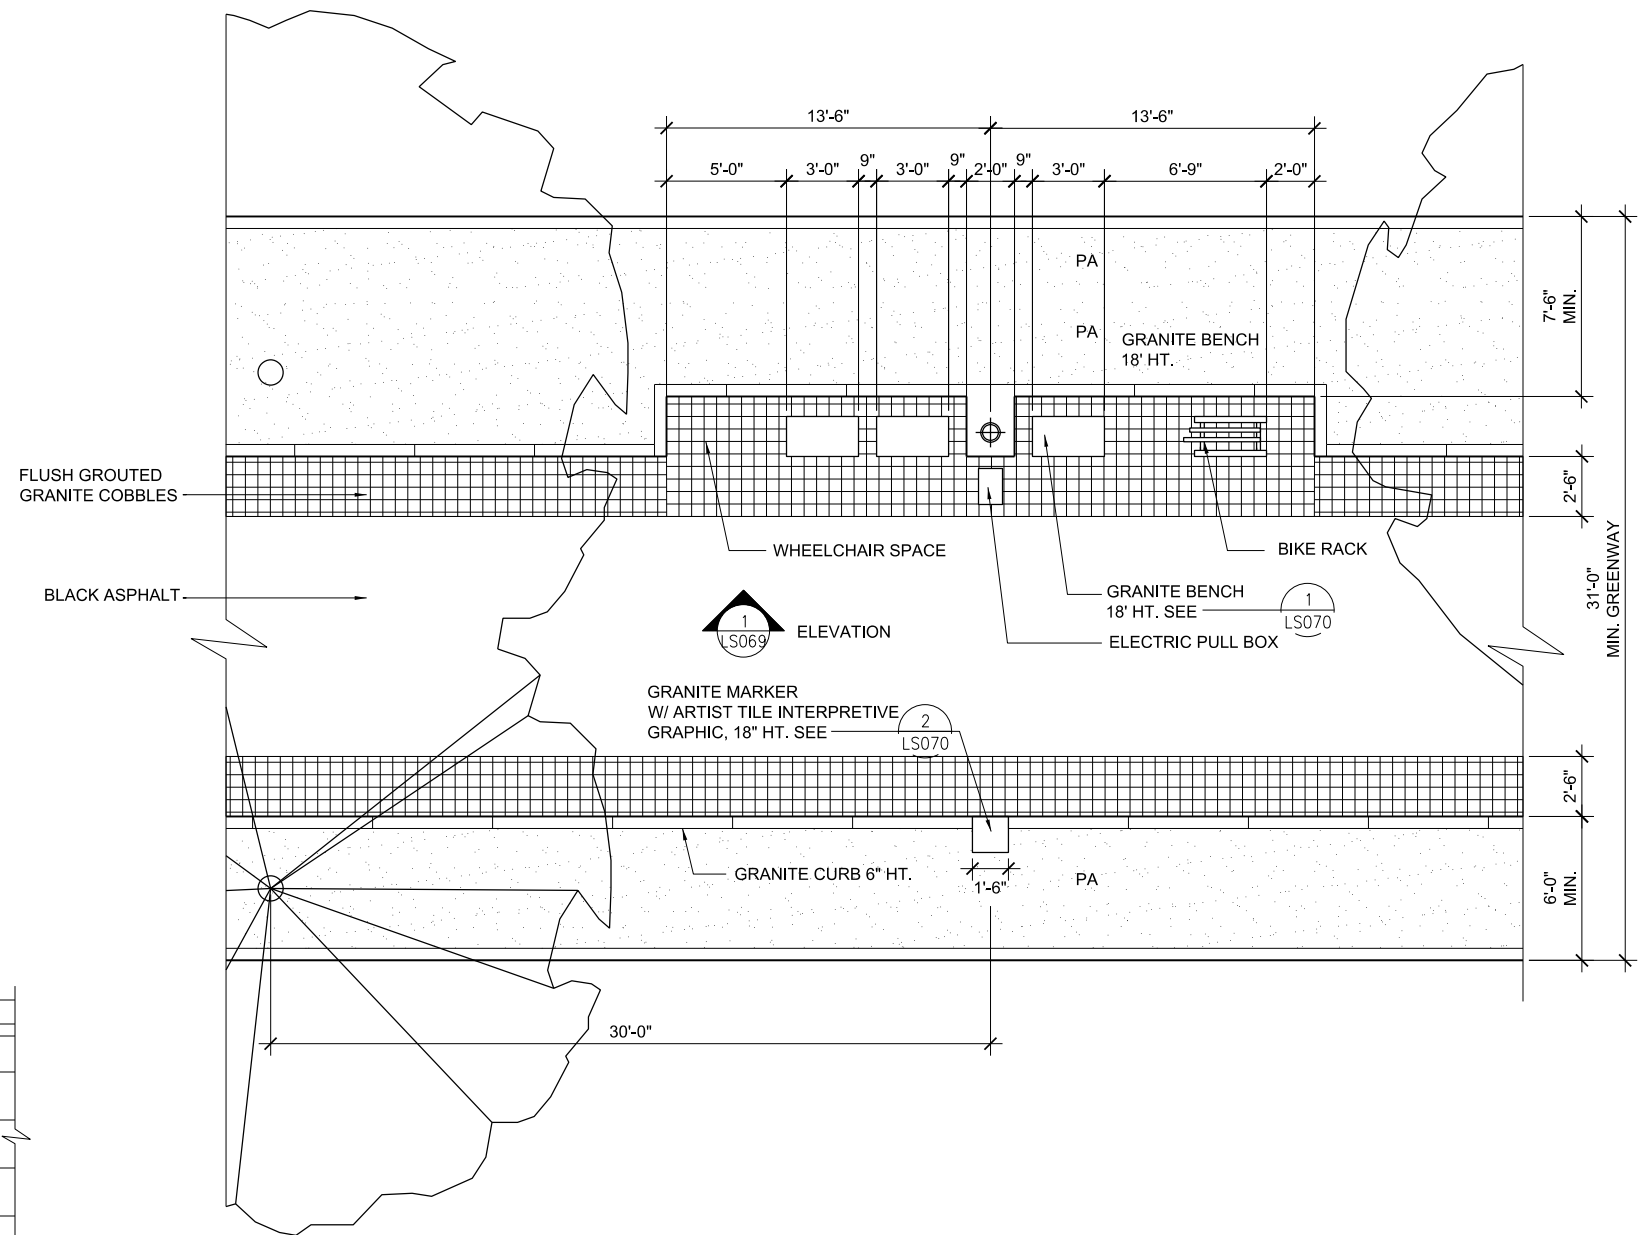 13'-6"
13'-6"
5'-0"
3'-0"
9"
3'-0"
9"
2'-0"
9"
3'-0"
6'-9"
2'-0"
PA
PA
GRANITE BENCH
18' HT.
7'-6"
MIN.
FLUSH GROUTED
GRANITE COBBLES
2'-6"
WHEELCHAIR SPACE
BIKE RACK
BLACK ASPHALT
GRANITE BENCH
18' HT. SEE
1
LS070
ELECTRIC PULL BOX
1
LS069
ELEVATION
31'-0"
MIN. GREENWAY
GRANITE MARKER
W/ ARTIST TILE INTERPRETIVE
GRAPHIC, 18" HT. SEE
2
LS070
2'-6"
GRANITE CURB 6" HT.
1'-6"
PA
6'-0"
MIN.
30'-0"